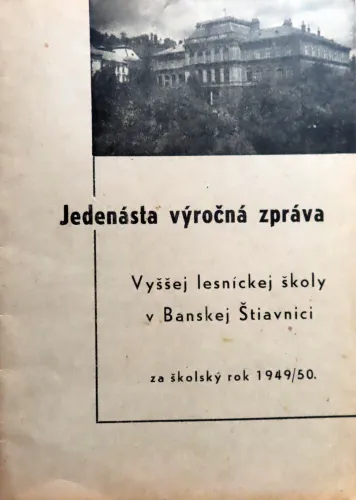 Jedenásta výročná zpráva
Vyššej lesníckej školy
v Banskej Štiavnici
za školský rok 1949/50.